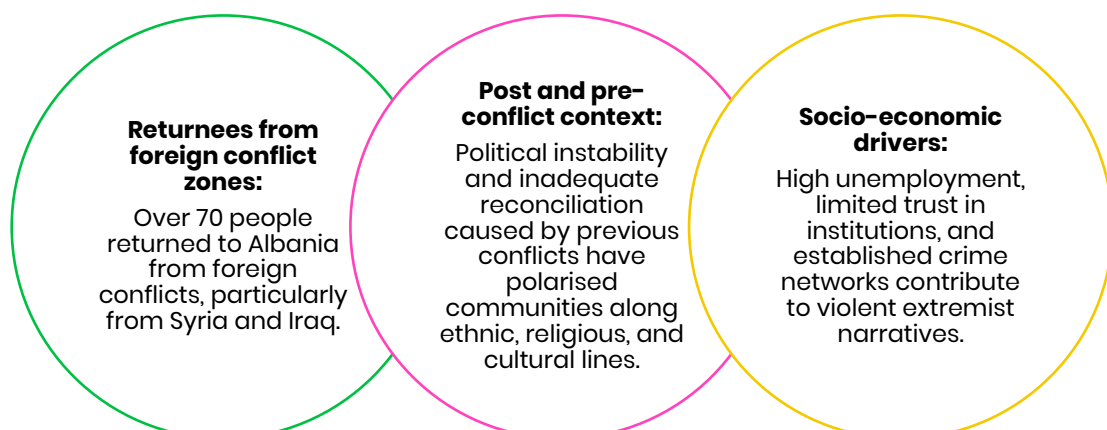 Returnees from
foreign conflict
zones:
Over 70 people
returned to Albania
from foreign
conflicts, particularly
from Syria and Iraq.
Post and pre-
conflict context:
Political instability
and inadequate
reconciliation
caused by previous
conflicts have
polarised
communities along
ethnic, religious, and
cultural lines.
Socio-economic
drivers:
High unemployment,
limited trust in
institutions, and
established crime
networks contribute
to violent extremist
narratives.